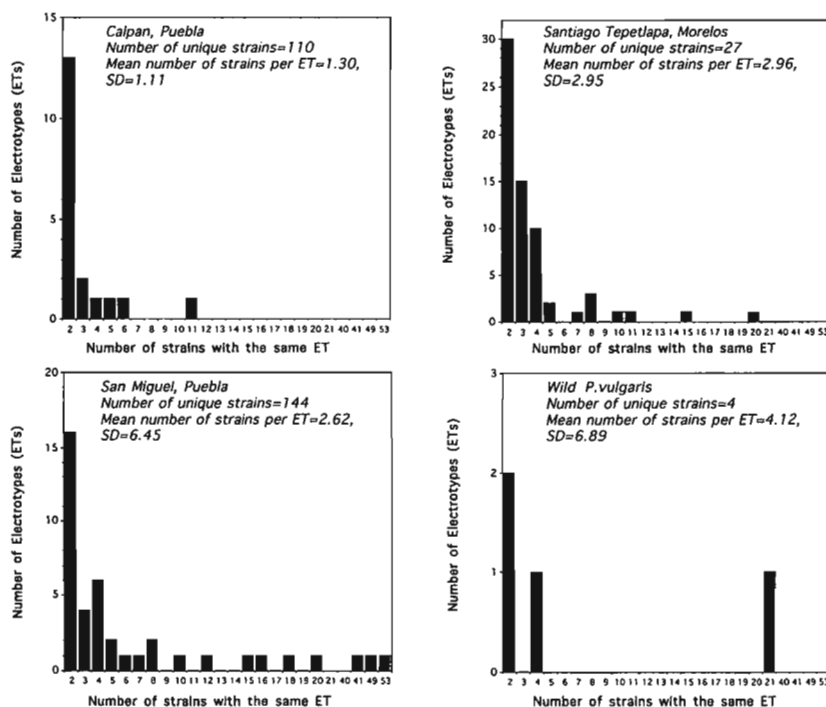 Calpan, Puebla
Number of unique strains=110
Mean number of strains per ET=1.30,
SD=1.11
Number of Electrotypes (ETs)
15
10
5
0
2 3 4 5 6 7 8 9 10 11 12 13 14 15 16 17 18 19 20 21 40 41 49 53
Number of strains with the same ET
Santiago Tepetlapa, Morelos
Number of unique strains=27
Mean number of strains per ET=2.96,
SD=2.95
Number of Electrotypes (ETs)
30
25
20
15
10
5
0
2 3 4 5 7 8 9 10 11 12 13 14 15 16 17 18 19 20 21 40 41 49 53
Number of strains with the same ET
San Miguel, Puebla
Number of unique strains=144
Mean number of strains per ET=2.62,
SD=6.45
Number of Electrotypes (ETs)
20
15
10
5
0
2 3 4 5 6 7 8 9 10 11 12 13 14 15 16 17 18 19 20 21 40 41 49 53
Number of strains with the same ET
Wild P.vulgaris
Number of unique strains=4
Mean number of strains per ET=4.12,
SD=6.89
Number of Electrotypes (ETs)
3
2
1
0
2 3 4 5 6 7 8 9 10 11 12 13 14 15 16 17 18 19 20 21 40 41 49 53
Number of strains with the same ET